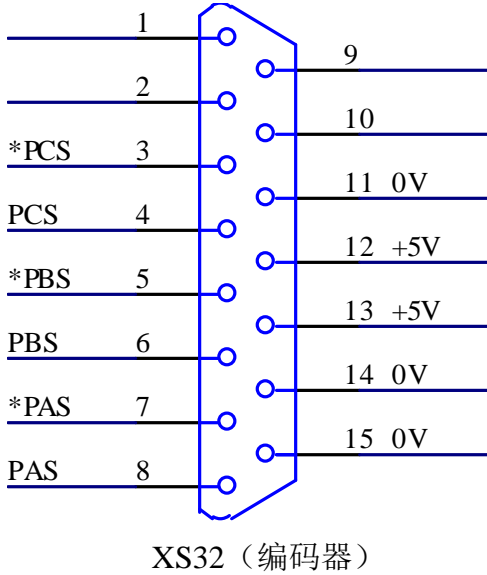 1
9
2
10
*PCS 3
11 0V
PCS 4
12 +5V
*PBS 5
13 +5V
PBS 6
14 0V
*PAS 7
15 0V
PAS 8
XS32（编码器）